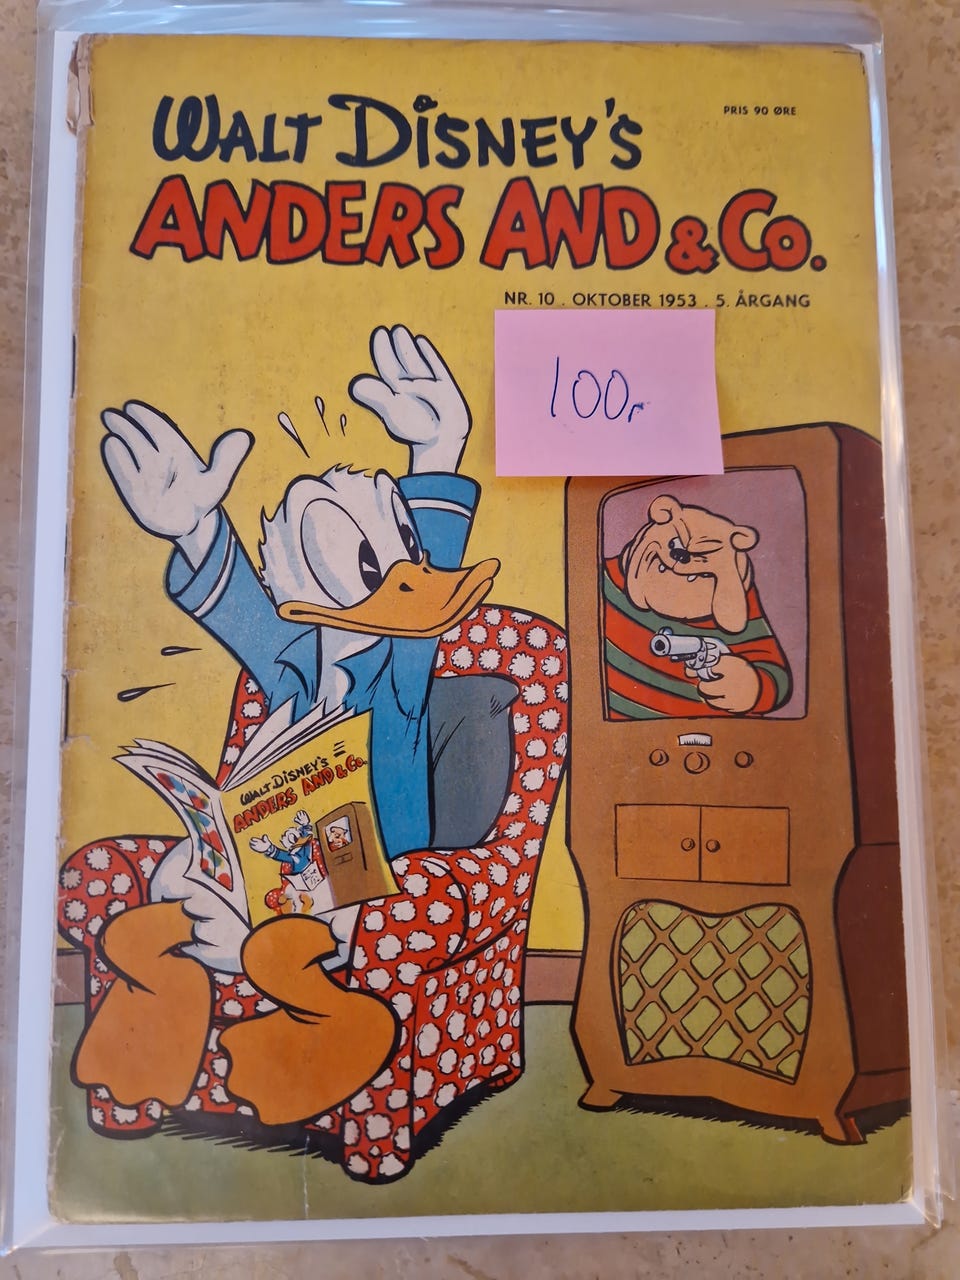 PRIS 90 ØRE
WALT DISNEY'S
ANDERS AND & Co.
NR. 10 . OKTOBER 1953 . 5. ÅRGANG
100,
WALT DISNEY'S
ANDERS AND & Co.